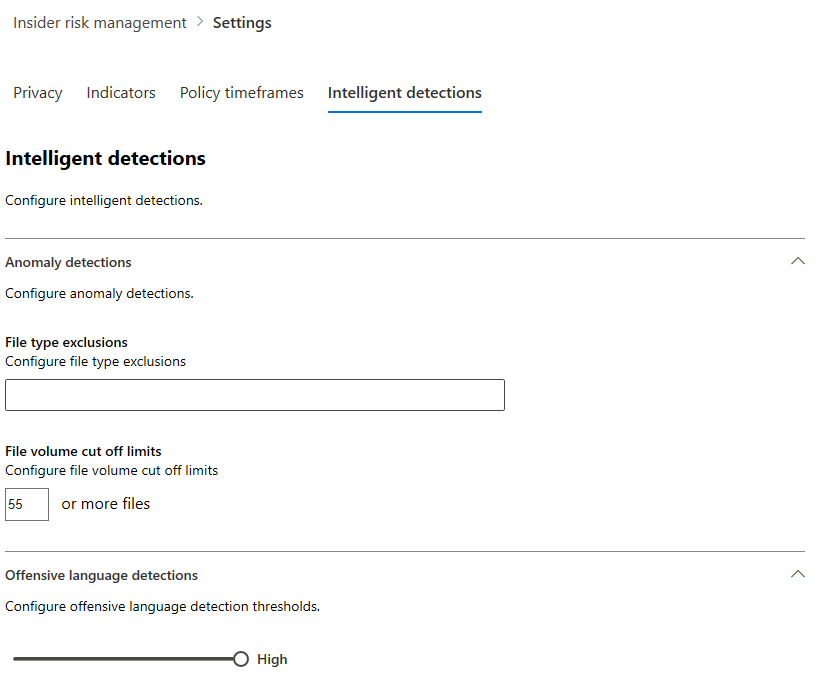 Insider risk management > Settings
Privacy Indicators Policy timeframes Intelligent detections
Intelligent detections
Configure intelligent detections.
Anomaly detections
Configure anomaly detections.
File type exclusions
Configure file type exclusions
File volume cut off limits
Configure file volume cut off limits
55 or more files
Offensive language detections
Configure offensive language detection thresholds.
High